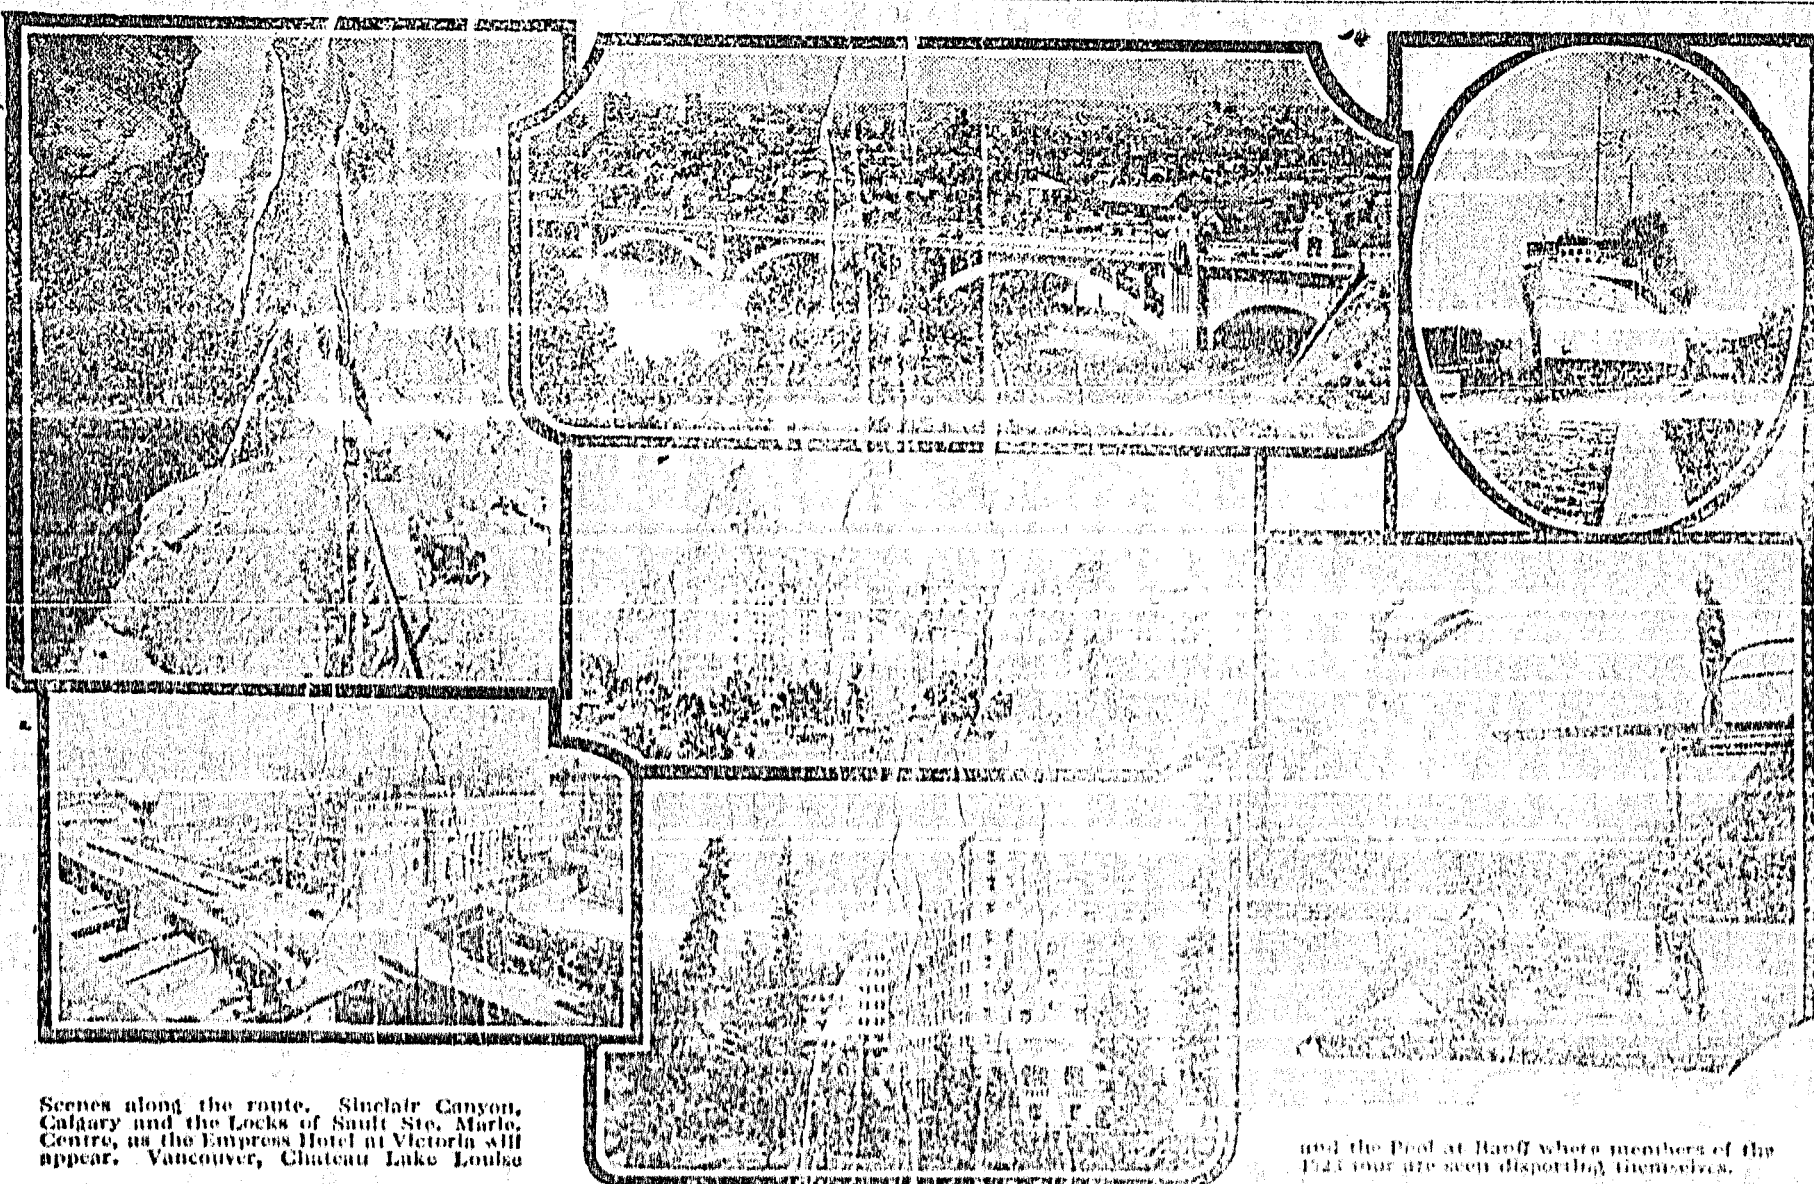 Scenes along the route. Sinclair Canyon,
Calgary and the Locks of Sault Ste. Marie.
Centre, as the Empress Hotel at Victoria will
appear. Vancouver, Chateau Lake Louise
and the Pool at Banff where members of the
1923 tour are seen disporting themselves.